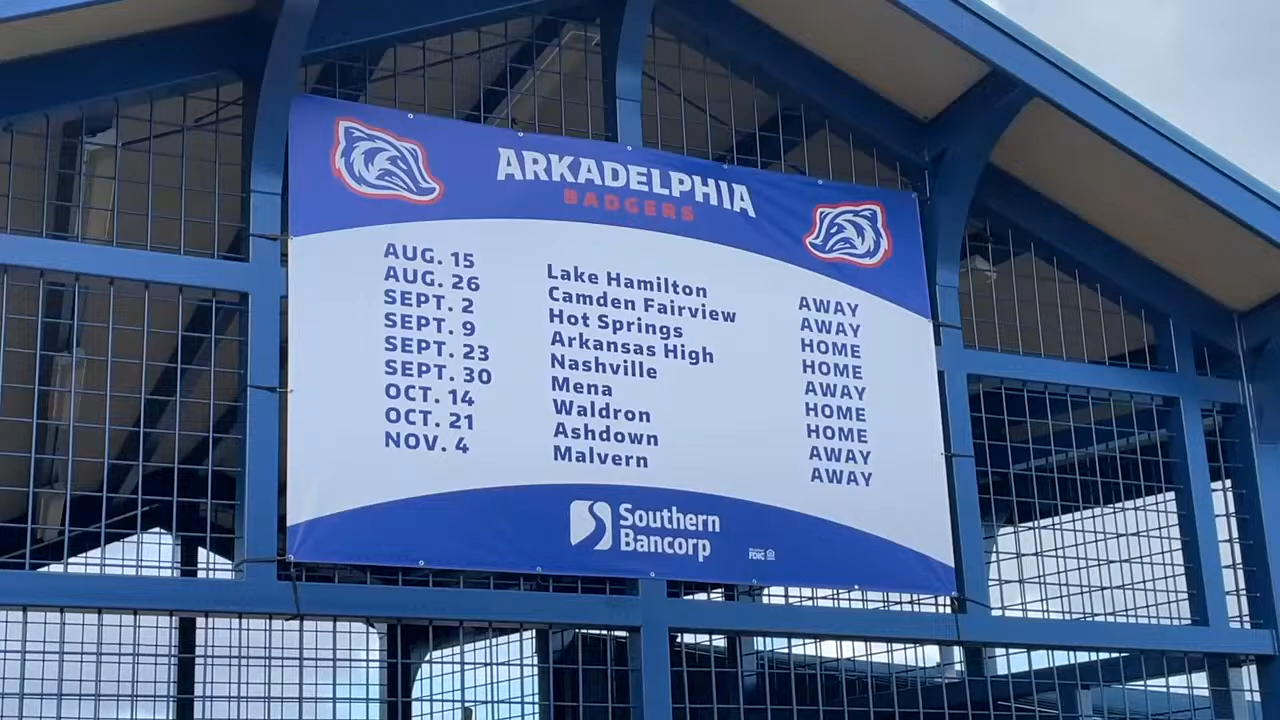 ARKADELPHIA
BADGERS
AUG. 15 Lake Hamilton AWAY
AUG. 26 Camden Fairview AWAY
SEPT. 2 Hot Springs HOME
SEPT. 9 Arkansas High HOME
SEPT. 23 Nashville AWAY
SEPT. 30 Mena HOME
OCT. 14 Waldron HOME
OCT. 21 Ashdown AWAY
NOV. 4 Malvern AWAY
Southern
Bancorp
FDIC